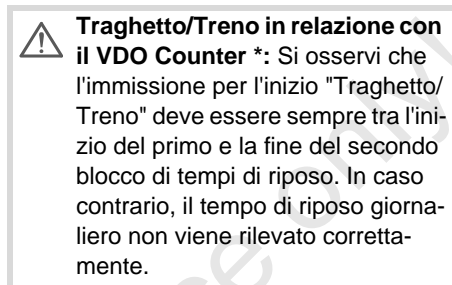 Traghetto/Treno in relazione con
il VDO Counter *: Si osservi che
l'immissione per l'inizio "Traghetto/
Treno" deve essere sempre tra l'ini-
zio del primo e la fine del secondo
blocco di tempi di riposo. In caso
contrario, il tempo di riposo giorna-
liero non viene rilevato corretta-
mente.